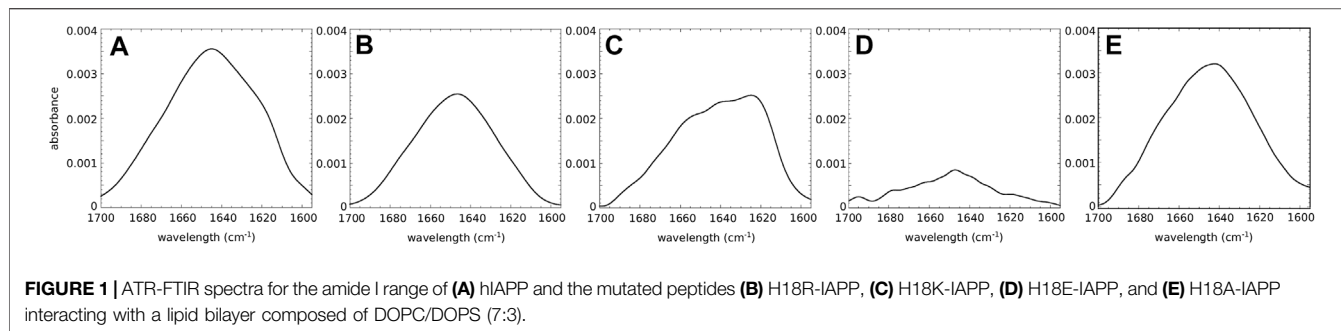 A
B
C
D
E
0.004
0.003
0.002
0.001
0
absorbance
1700 1680 1660 1640 1620 1600
wavelength (cm-1)
0.004
0.003
0.002
0.001
0
1700 1680 1660 1640 1620 1600
wavelength (cm-1)
0.004
0.003
0.002
0.001
0
1700 1680 1660 1640 1620 1600
wavelength (cm-1)
0.004
0.003
0.002
0.001
0
1700 1680 1660 1640 1620 1600
wavelength (cm-1)
0.004
0.003
0.002
0.001
0
1700 1680 1660 1640 1620 1600
wavelength (cm-1)
FIGURE 1 | ATR-FTIR spectra for the amide I range of (A) hIAPP and the mutated peptides (B) H18R-IAPP, (C) H18K-IAPP, (D) H18E-IAPP, and (E) H18A-IAPP
interacting with a lipid bilayer composed of DOPC/DOPS (7:3).